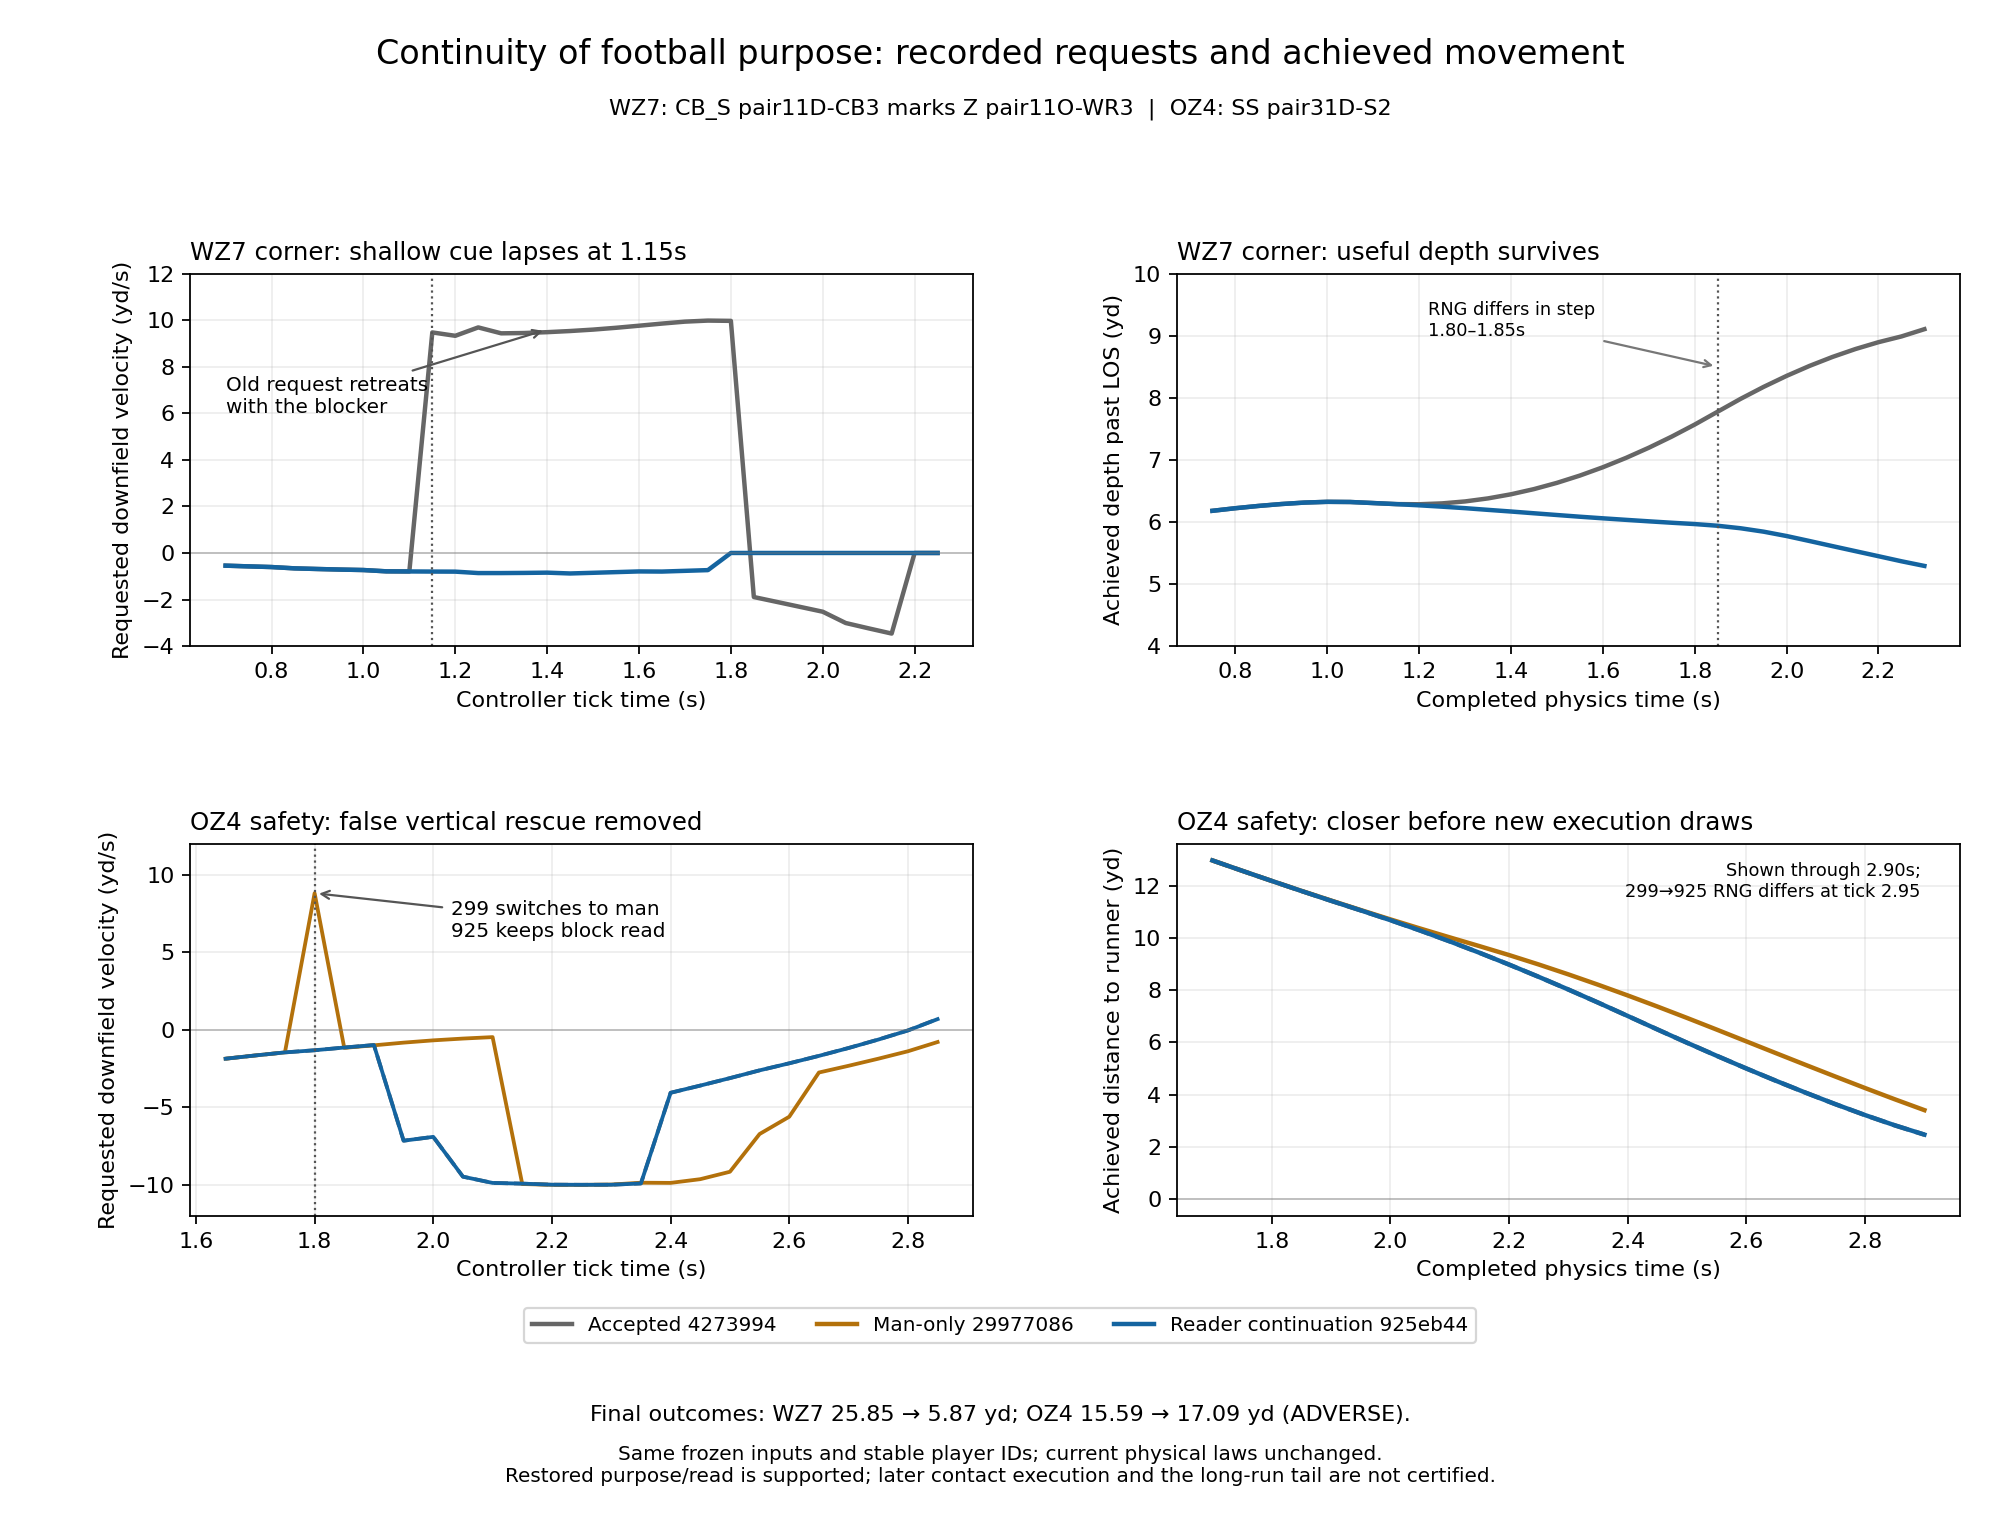 Continuity of football purpose: recorded requests and achieved movement
WZ7: CB_S pair11D-CB3 marks Z pair11O-WR3  |  OZ4: SS pair31D-S2
WZ7 corner: shallow cue lapses at 1.15s
Requested downfield velocity (yd/s)
12
10
8
6
4
2
0
−2
−4
Old request retreats
with the blocker
0.8 1.0 1.2 1.4 1.6 1.8 2.0 2.2
Controller tick time (s)
WZ7 corner: useful depth survives
Achieved depth past LOS (yd)
10
9
8
7
6
5
4
RNG differs in step
1.80–1.85s
0.8 1.0 1.2 1.4 1.6 1.8 2.0 2.2
Completed physics time (s)
OZ4 safety: false vertical rescue removed
Requested downfield velocity (yd/s)
10
5
0
−5
−10
299 switches to man
925 keeps block read
1.6 1.8 2.0 2.2 2.4 2.6 2.8
Controller tick time (s)
OZ4 safety: closer before new execution draws
Achieved distance to runner (yd)
12
10
8
6
4
2
0
Shown through 2.90s;
299→925 RNG differs at tick 2.95
1.8 2.0 2.2 2.4 2.6 2.8
Completed physics time (s)
Accepted 4273994 Man-only 29977086 Reader continuation 925eb44
Final outcomes: WZ7 25.85 → 5.87 yd; OZ4 15.59 → 17.09 yd (ADVERSE).
Same frozen inputs and stable player IDs; current physical laws unchanged.
Restored purpose/read is supported; later contact execution and the long-run tail are not certified.